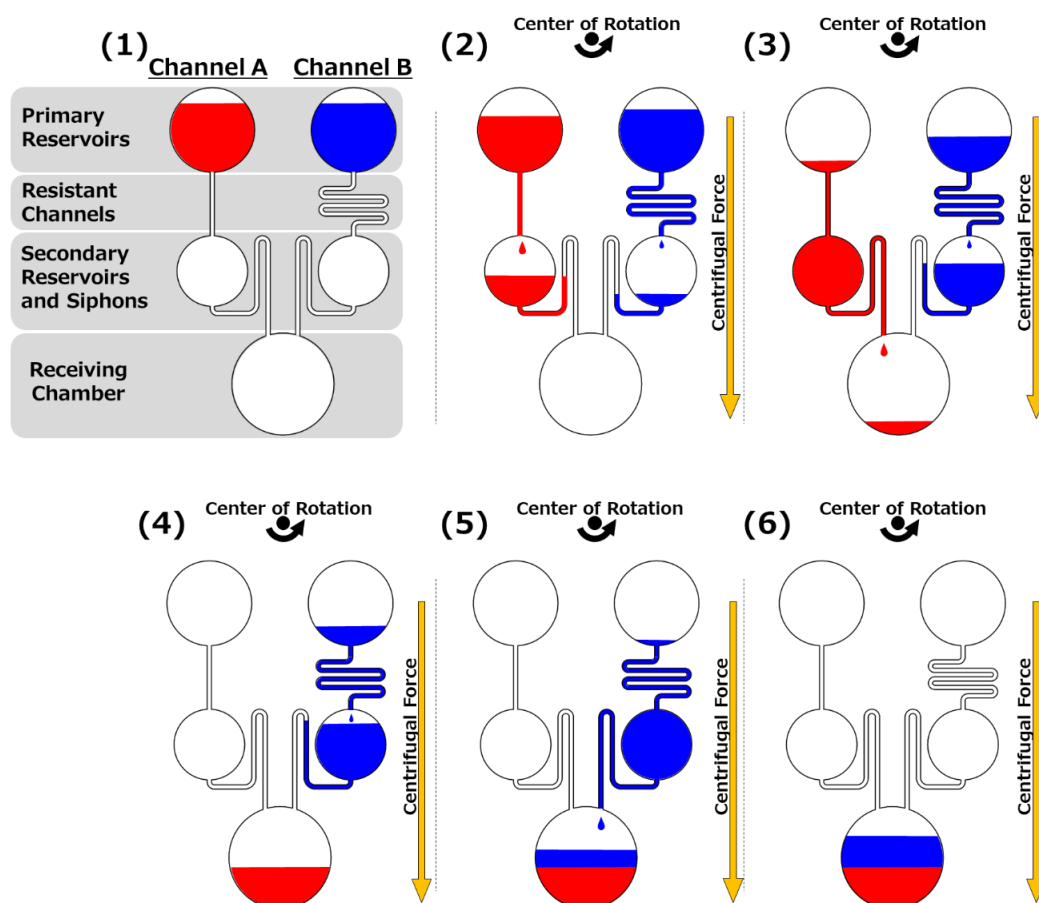 (1)
Channel A
Channel B
Primary
Reservoirs
Resistant
Channels
Secondary
Reservoirs
and Siphons
Receiving
Chamber
(2)
Center of Rotation
Centrifugal Force
(3)
Center of Rotation
Centrifugal Force
(4)
Center of Rotation
Centrifugal Force
(5)
Center of Rotation
Centrifugal Force
(6)
Center of Rotation
Centrifugal Force